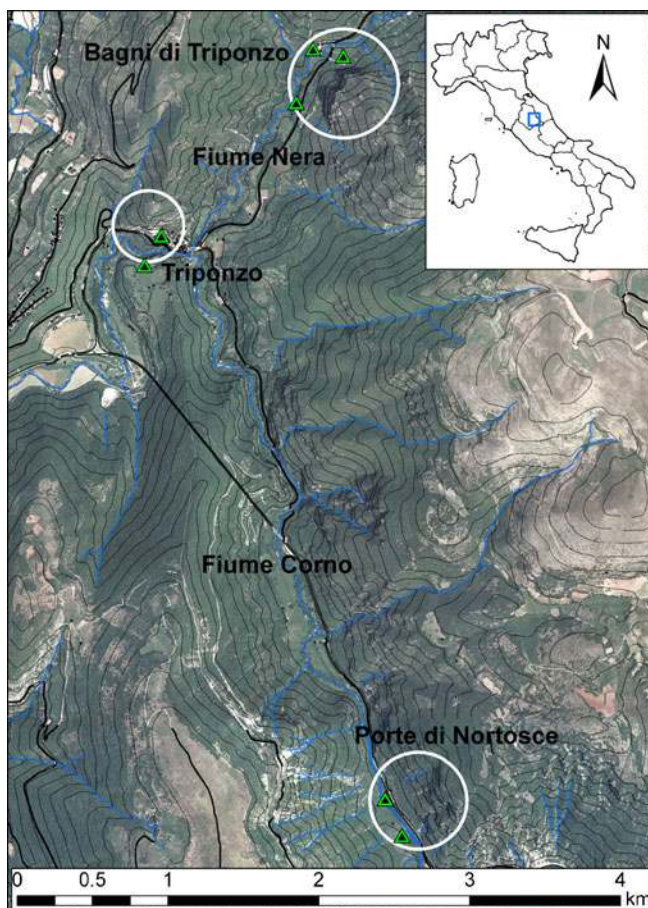 Bagni di Triponzo
N
Fiume Nera
Triponzo
Fiume Corno
Porte di Nortosce
0 0.5 1 2 3 4
km